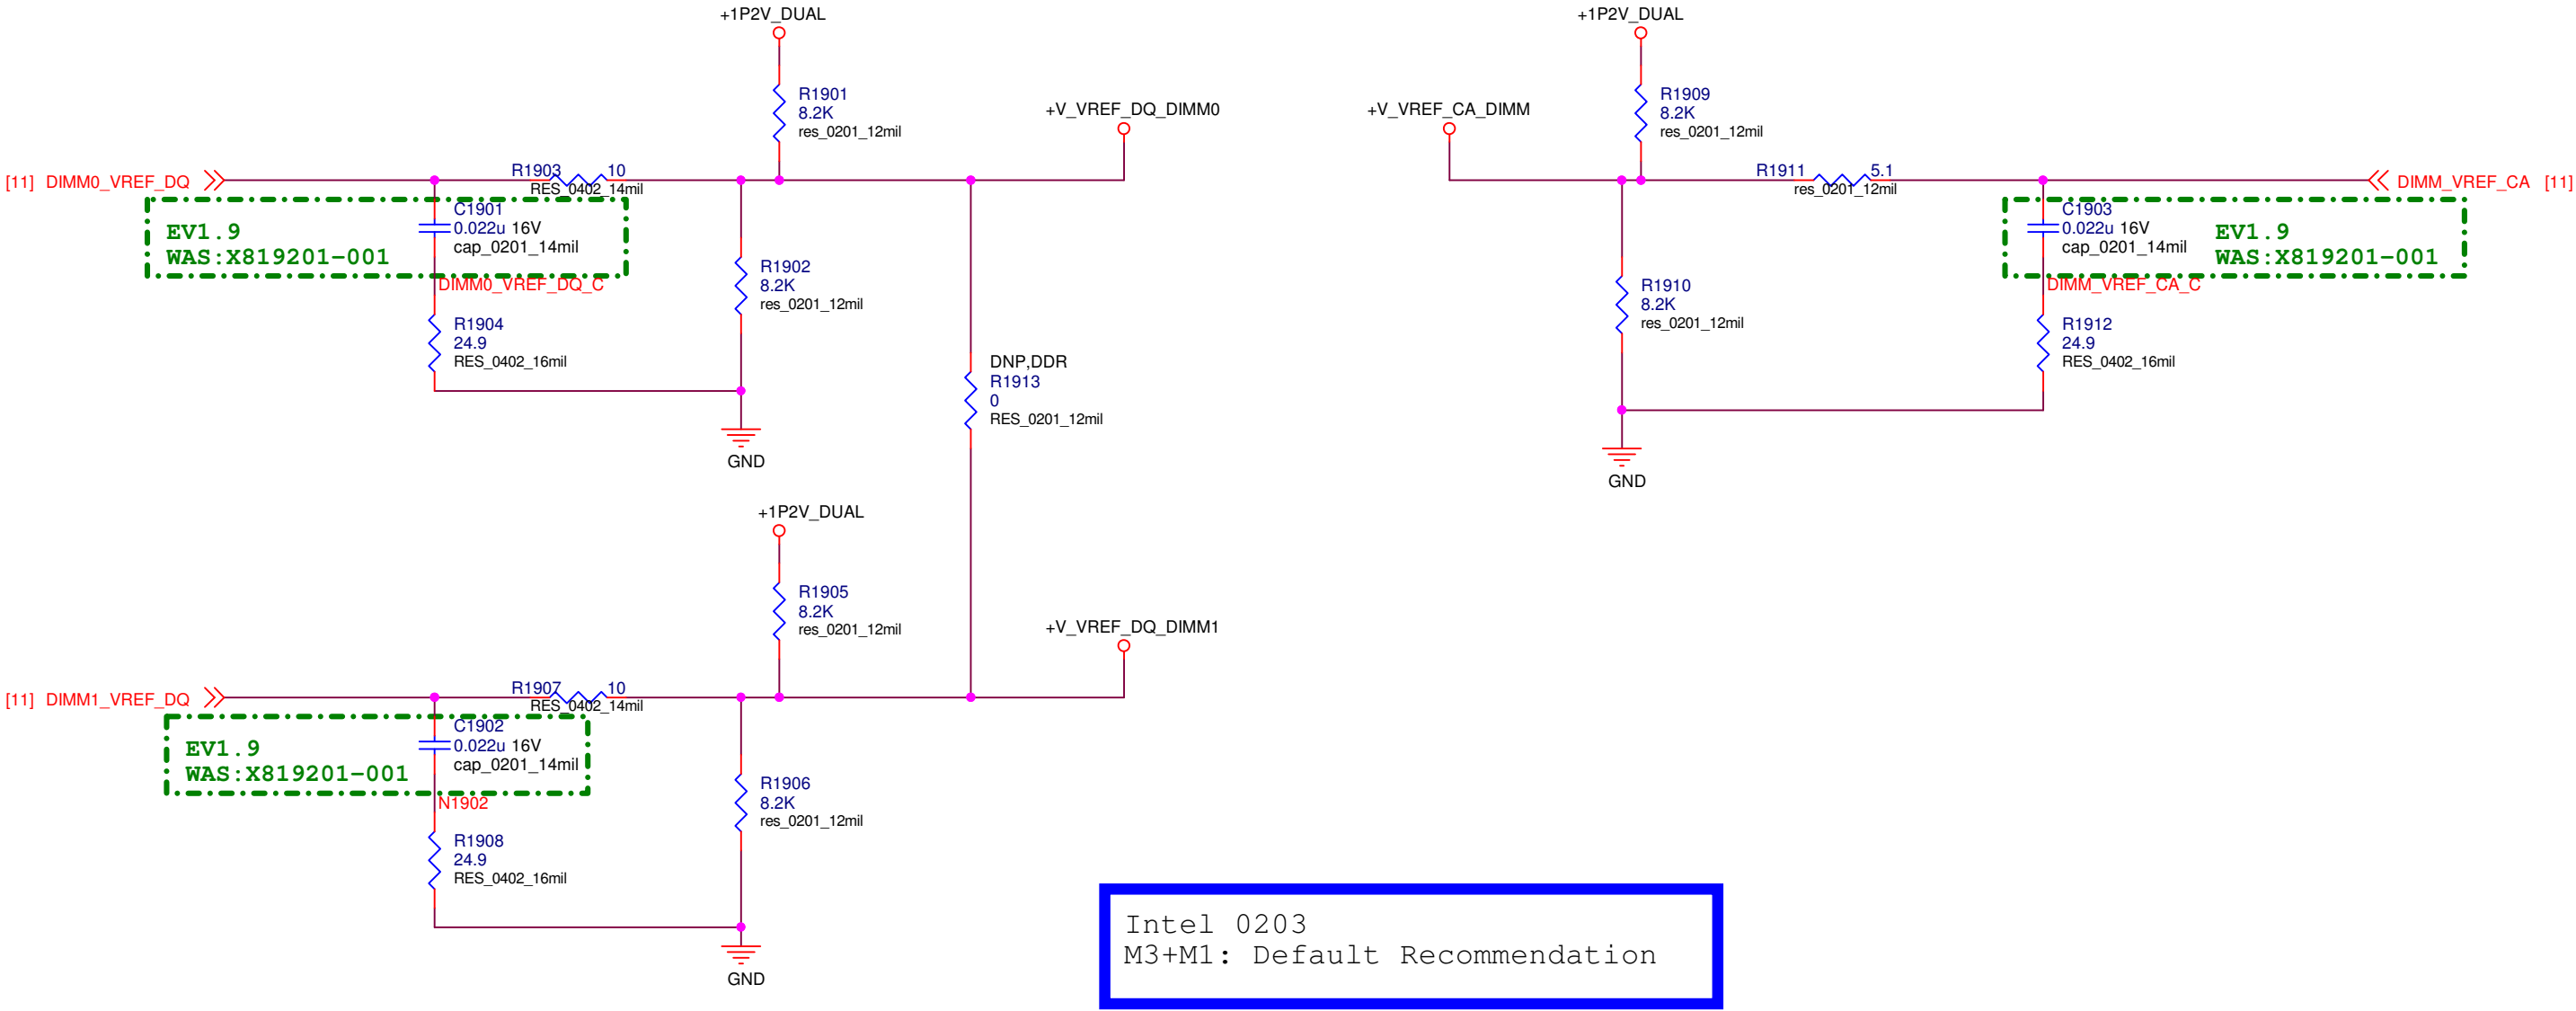 +1P2V_DUAL
R1901
8.2K
res_0201_12mil
+V_VREF_DQ_DIMM0
[11] DIMM0_VREF_DQ
R1903 10
RES_0402_14mil
C1901
0.022u 16V
cap_0201_14mil
EV1.9
WAS:X819201-001
DIMM0_VREF_DQ_C
R1902
8.2K
res_0201_12mil
R1904
24.9
RES_0402_16mil
DNP,DDR
R1913
0
RES_0201_12mil
GND
+1P2V_DUAL
R1909
8.2K
res_0201_12mil
+V_VREF_CA_DIMM
R1911 5.1
res_0201_12mil
DIMM_VREF_CA [11]
C1903
0.022u 16V
cap_0201_14mil
EV1.9
WAS:X819201-001
DIMM_VREF_CA_C
R1910
8.2K
res_0201_12mil
R1912
24.9
RES_0402_16mil
GND
+1P2V_DUAL
R1905
8.2K
res_0201_12mil
+V_VREF_DQ_DIMM1
[11] DIMM1_VREF_DQ
R1907 10
RES_0402_14mil
C1902
0.022u 16V
cap_0201_14mil
EV1.9
WAS:X819201-001
N1902
R1906
8.2K
res_0201_12mil
R1908
24.9
RES_0402_16mil
GND
Intel 0203
M3+M1: Default Recommendation